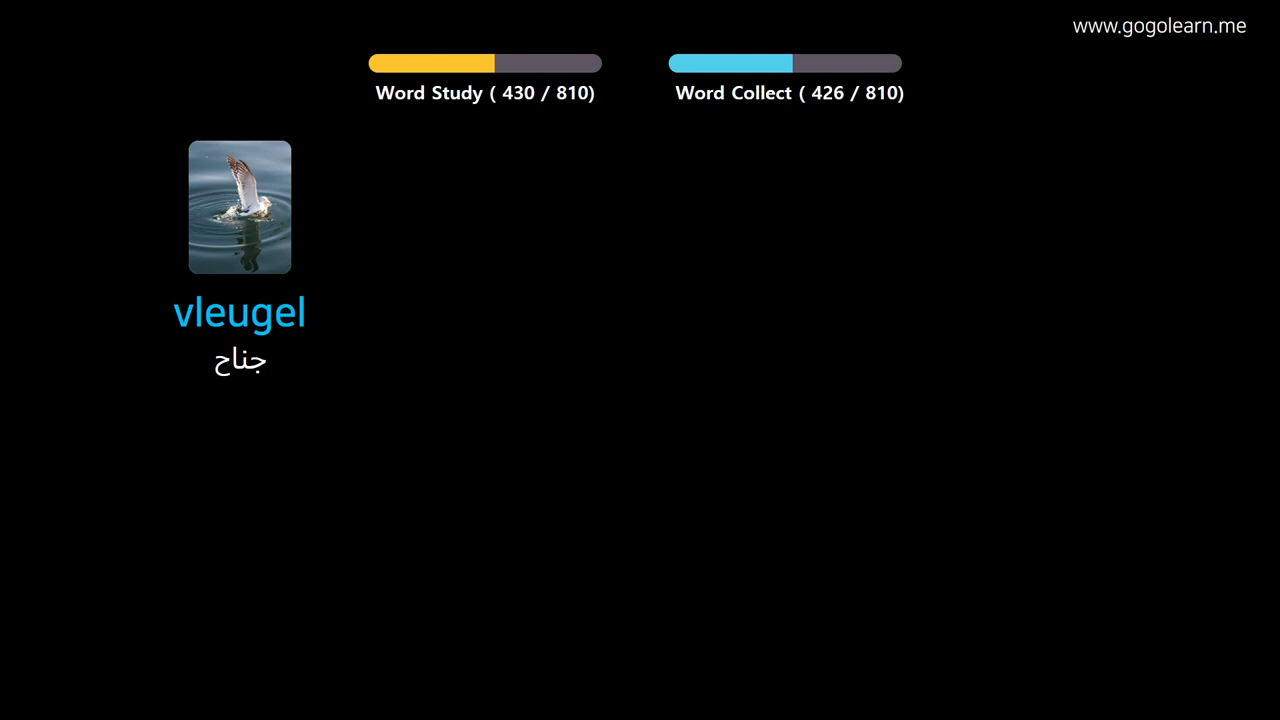 www.gogolearn.me
Word Study ( 430 / 810)
Word Collect ( 426 / 810)
vleugel
جناح